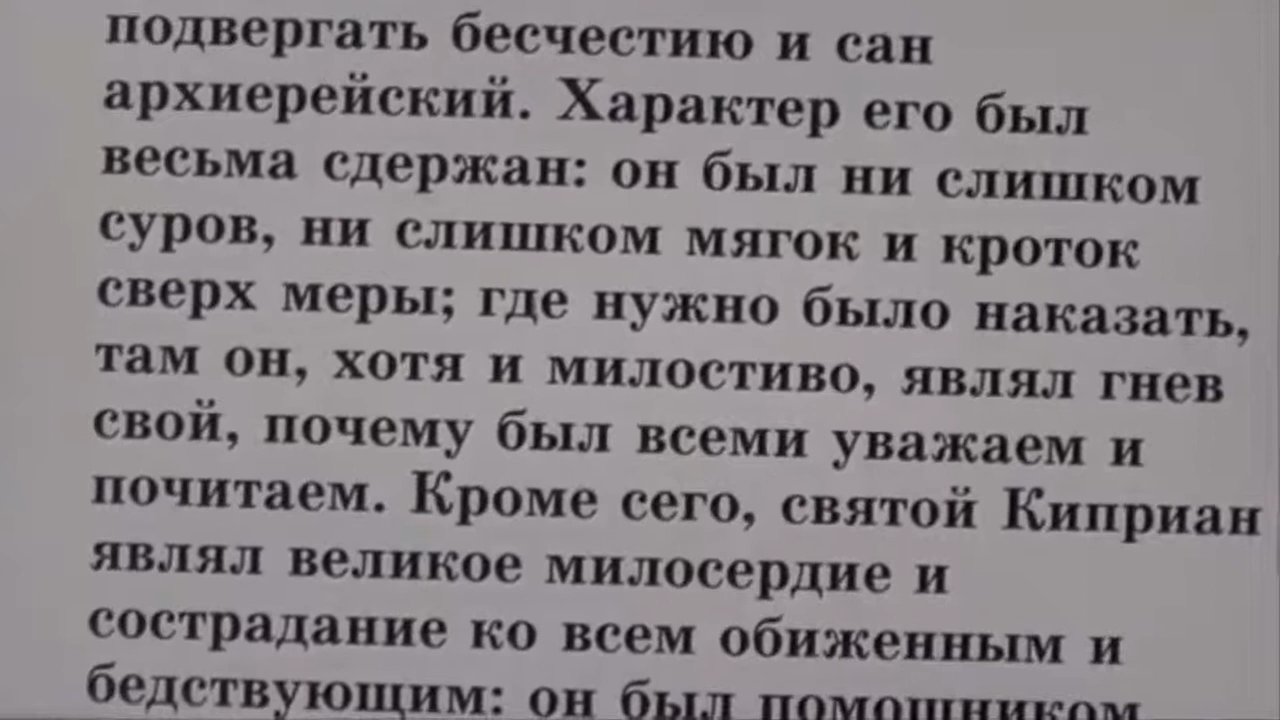 подвергать бесчестию и сан
архиерейский. Характер его был
весьма сдержан: он был ни слишком
суров, ни слишком мягок и кроток
сверх меры; где нужно было наказать,
там он, хотя и милостиво, являл гнев
свой, почему был всеми уважаем и
почитаем. Кроме сего, святой Киприан
являл великое милосердие и
сострадание ко всем обиженным и
бедствующим: он был помощником